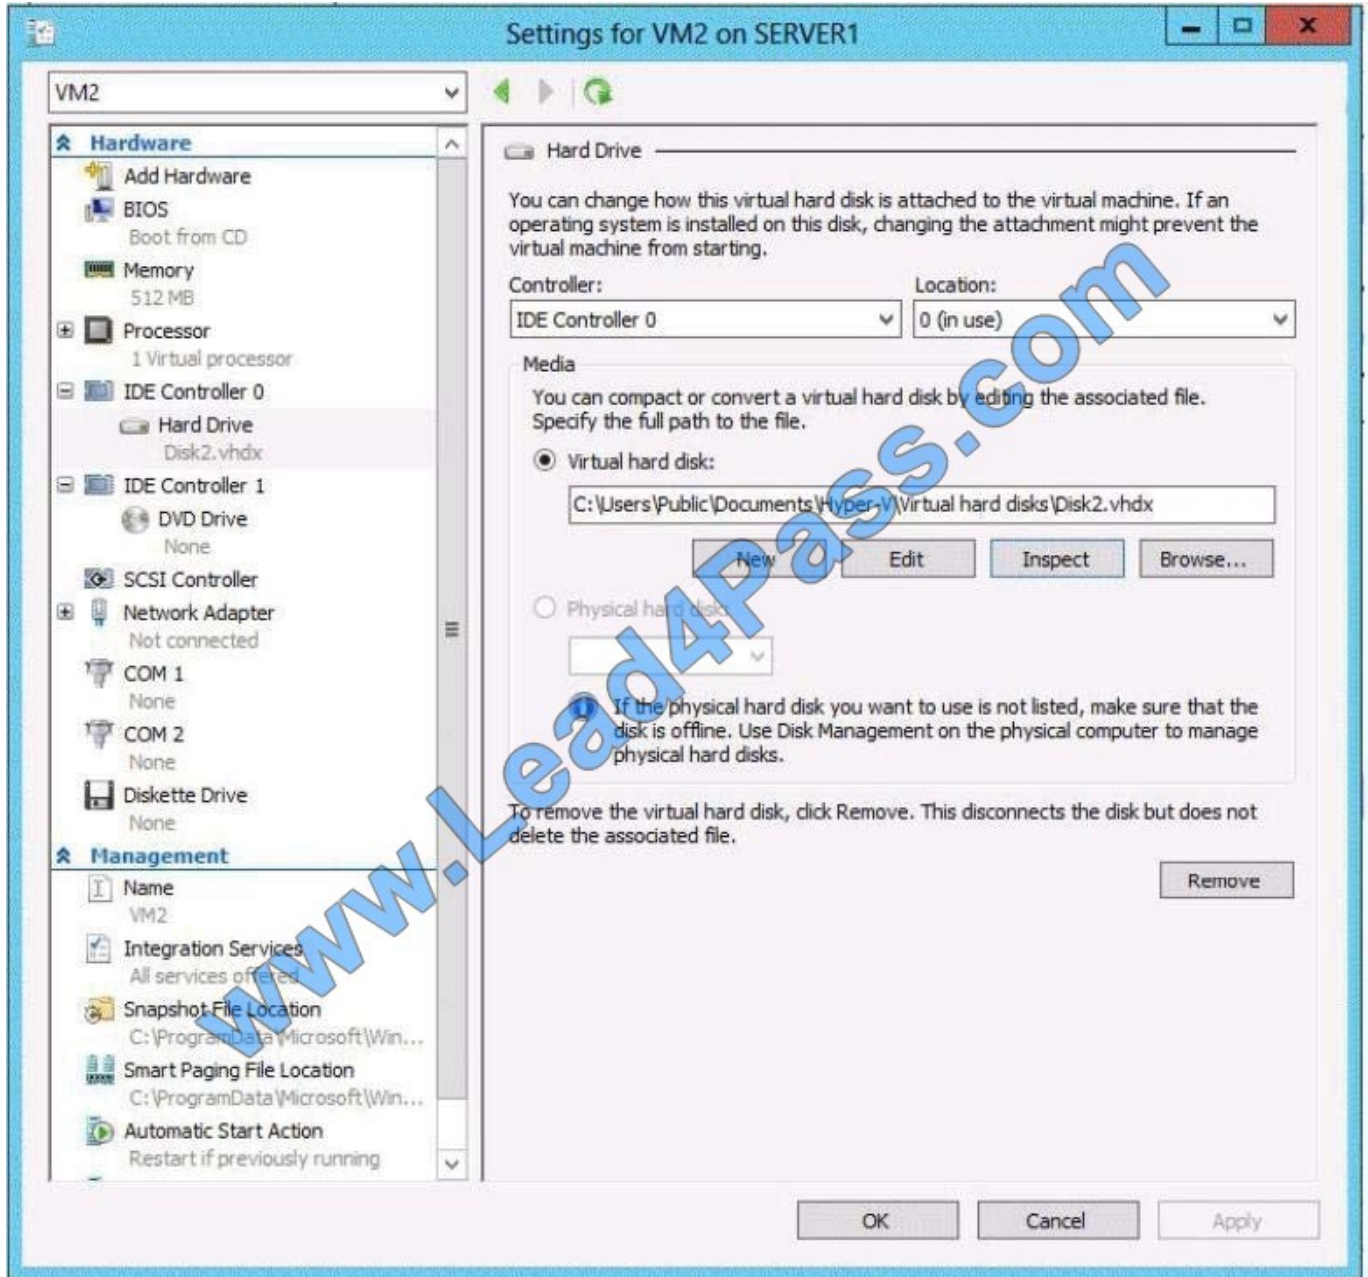 Settings for VM2 on SERVER1
VM2
Hardware
Add Hardware
BIOS
Boot from CD
Memory
512 MB
Processor
1 Virtual processor
IDE Controller 0
Hard Drive
Disk2.vhdx
IDE Controller 1
DVD Drive
None
SCSI Controller
Network Adapter
Not connected
COM 1
None
COM 2
None
Diskette Drive
None
Management
Name
VM2
Integration Services
All services offered
Snapshot File Location
C:\ProgramData\Microsoft\Win...
Smart Paging File Location
C:\ProgramData\Microsoft\Win...
Automatic Start Action
Restart if previously running
Hard Drive
You can change how this virtual hard disk is attached to the virtual machine. If an
operating system is installed on this disk, changing the attachment might prevent the
virtual machine from starting.
Controller:
Location:
IDE Controller 0
0 (in use)
Media
You can compact or convert a virtual hard disk by editing the associated file.
Specify the full path to the file.
Virtual hard disk:
C:\Users\Public\Documents\Hyper-V\Virtual hard disks\Disk2.vhdx
New
Edit
Inspect
Browse...
Physical hard disk:
If the physical hard disk you want to use is not listed, make sure that the
disk is offline. Use Disk Management on the physical computer to manage
physical hard disks.
To remove the virtual hard disk, click Remove. This disconnects the disk but does not
delete the associated file.
Remove
OK
Cancel
Apply
www.Lead4Pass.com